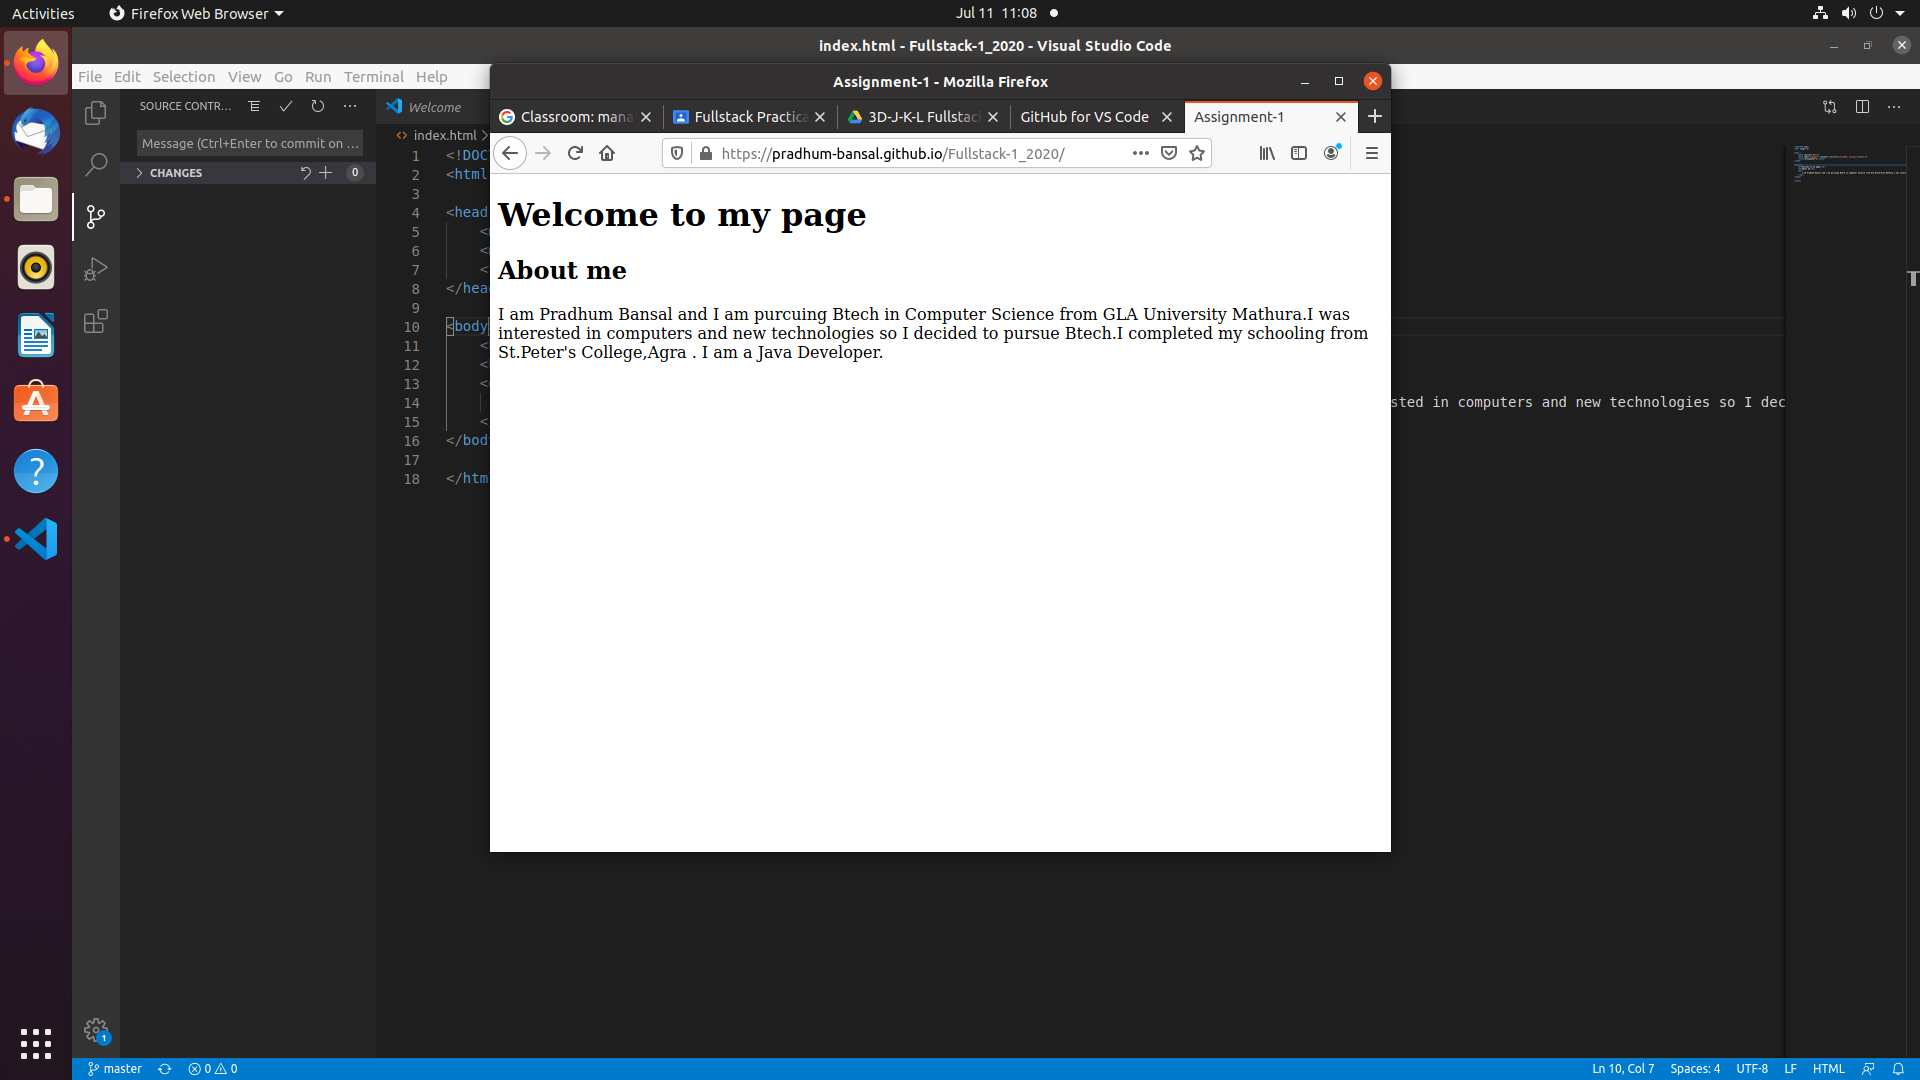 Activities
Firefox Web Browser
Jul 11 11:08
index.html - Fullstack-1_2020 - Visual Studio Code
File Edit Selection View Go Run Terminal Help
Assignment-1 - Mozilla Firefox
SOURCE CONTR...
Welcome
Classroom: mana
Fullstack Practica
3D-J-K-L Fullstack
GitHub for VS Code
Assignment-1
Message (Ctrl+Enter to commit on ...
index.html
https://pradhum-bansal.github.io/Fullstack-1_2020/
CHANGES 0
1 <!DOCT
2 <html
3
4 <head
5 <
6 <
7 <
8 </hea
9
10 <body
11 <
12 <
13 <
14 sted in computers and new technologies so I dec
15 <
16 </body
17
18 </htm
Welcome to my page
About me
I am Pradhum Bansal and I am purcuing Btech in Computer Science from GLA University Mathura.I was
interested in computers and new technologies so I decided to pursue Btech.I completed my schooling from
St.Peter's College,Agra . I am a Java Developer.
1
master
0 0
Ln 10, Col 7
Spaces: 4
UTF-8
LF
HTML